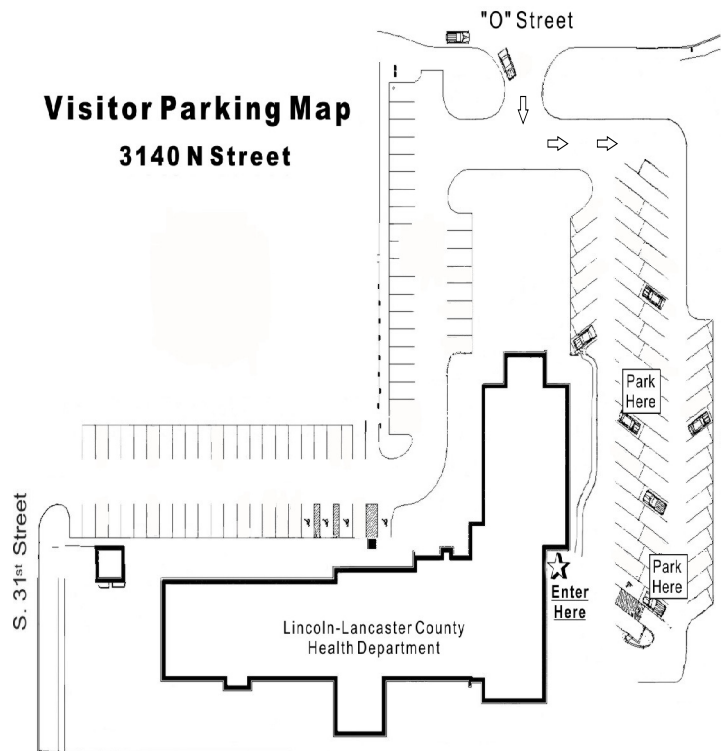 "O" Street
Visitor Parking Map
3140 N Street
Park
Here
S. 31st Street
Park
Here
Enter
Here
Lincoln-Lancaster County
Health Department